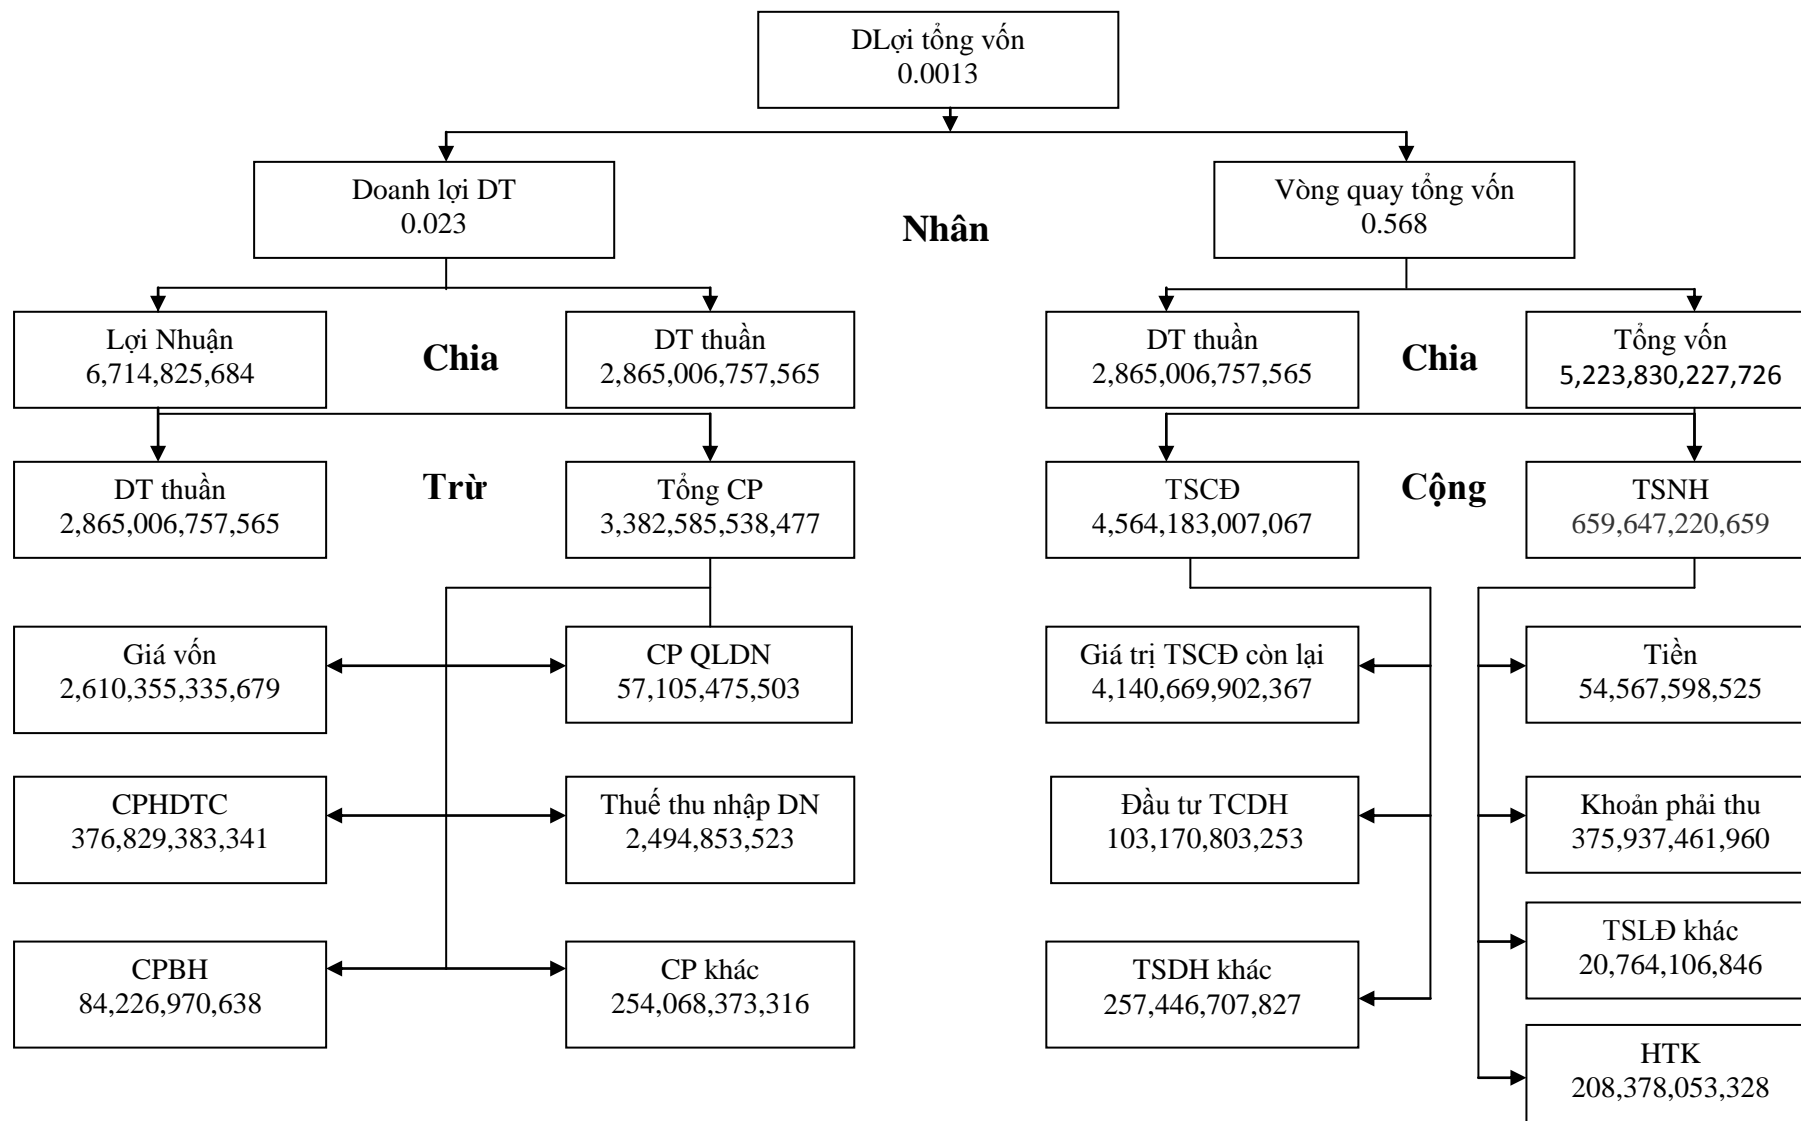 DLợi tổng vốn
0.0013
Doanh lợi DT
0.023
Nhân
Vòng quay tổng vốn
0.568
Lợi Nhuận
6,714,825,684
Chia
DT thuần
2,865,006,757,565
DT thuần
2,865,006,757,565
Chia
Tổng vốn
5,223,830,227,726
DT thuần
2,865,006,757,565
Trừ
Tổng CP
3,382,585,538,477
TSCĐ
4,564,183,007,067
Cộng
TSNH
659,647,220,659
Giá vốn
2,610,355,335,679
CP QLDN
57,105,475,503
Giá trị TSCĐ còn lại
4,140,669,902,367
Tiền
54,567,598,525
CPHDTC
376,829,383,341
Thuế thu nhập DN
2,494,853,523
Đầu tư TCDH
103,170,803,253
Khoản phải thu
375,937,461,960
CPBH
84,226,970,638
CP khác
254,068,373,316
TSDH khác
257,446,707,827
TSLĐ khác
20,764,106,846
HTK
208,378,053,328